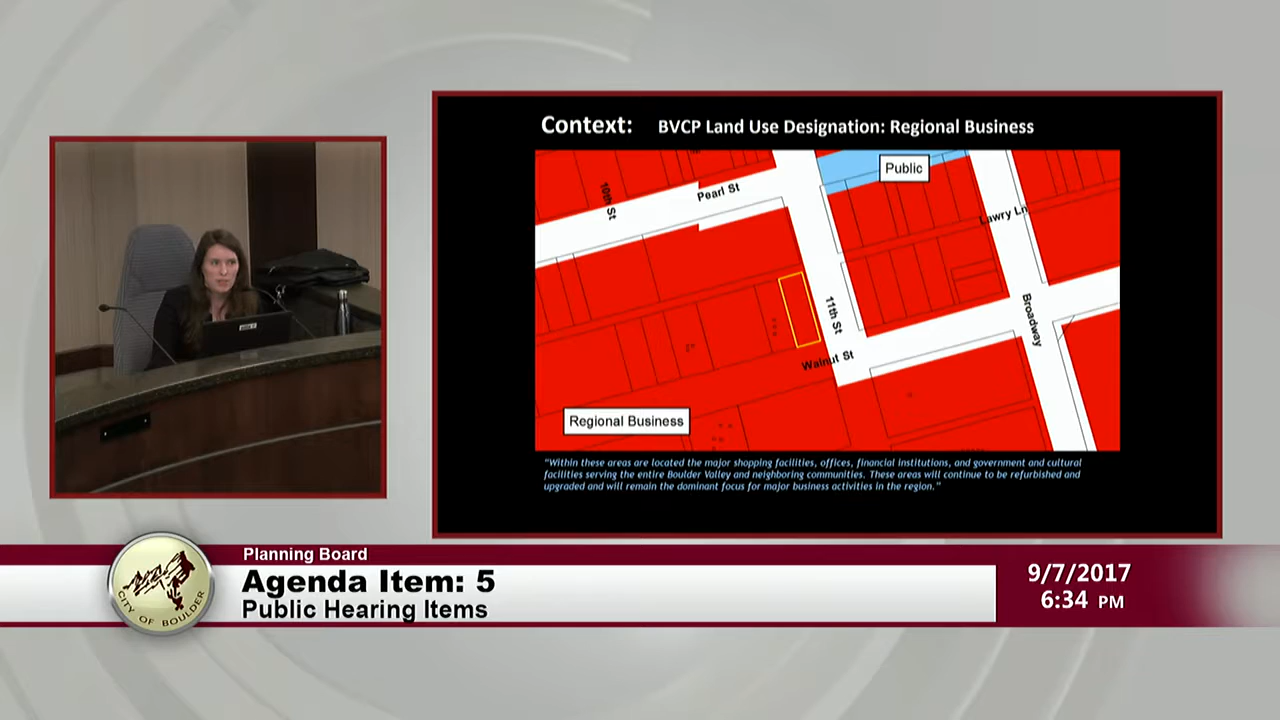 Context: BVCP Land Use Designation: Regional Business
Public
10th St
Pearl St
Lawry Ln
11th St
Broadway
Walnut St
Regional Business
"Within these areas are located the major shopping facilities, offices, financial institutions, and government and cultural
facilities serving the entire Boulder Valley and neighboring communities. These areas will continue to be refurbished and
upgraded and will remain the dominant focus for major business activities in the region."
Planning Board
Agenda Item: 5
Public Hearing Items
9/7/2017
6:34 PM
CITY OF BOULDER